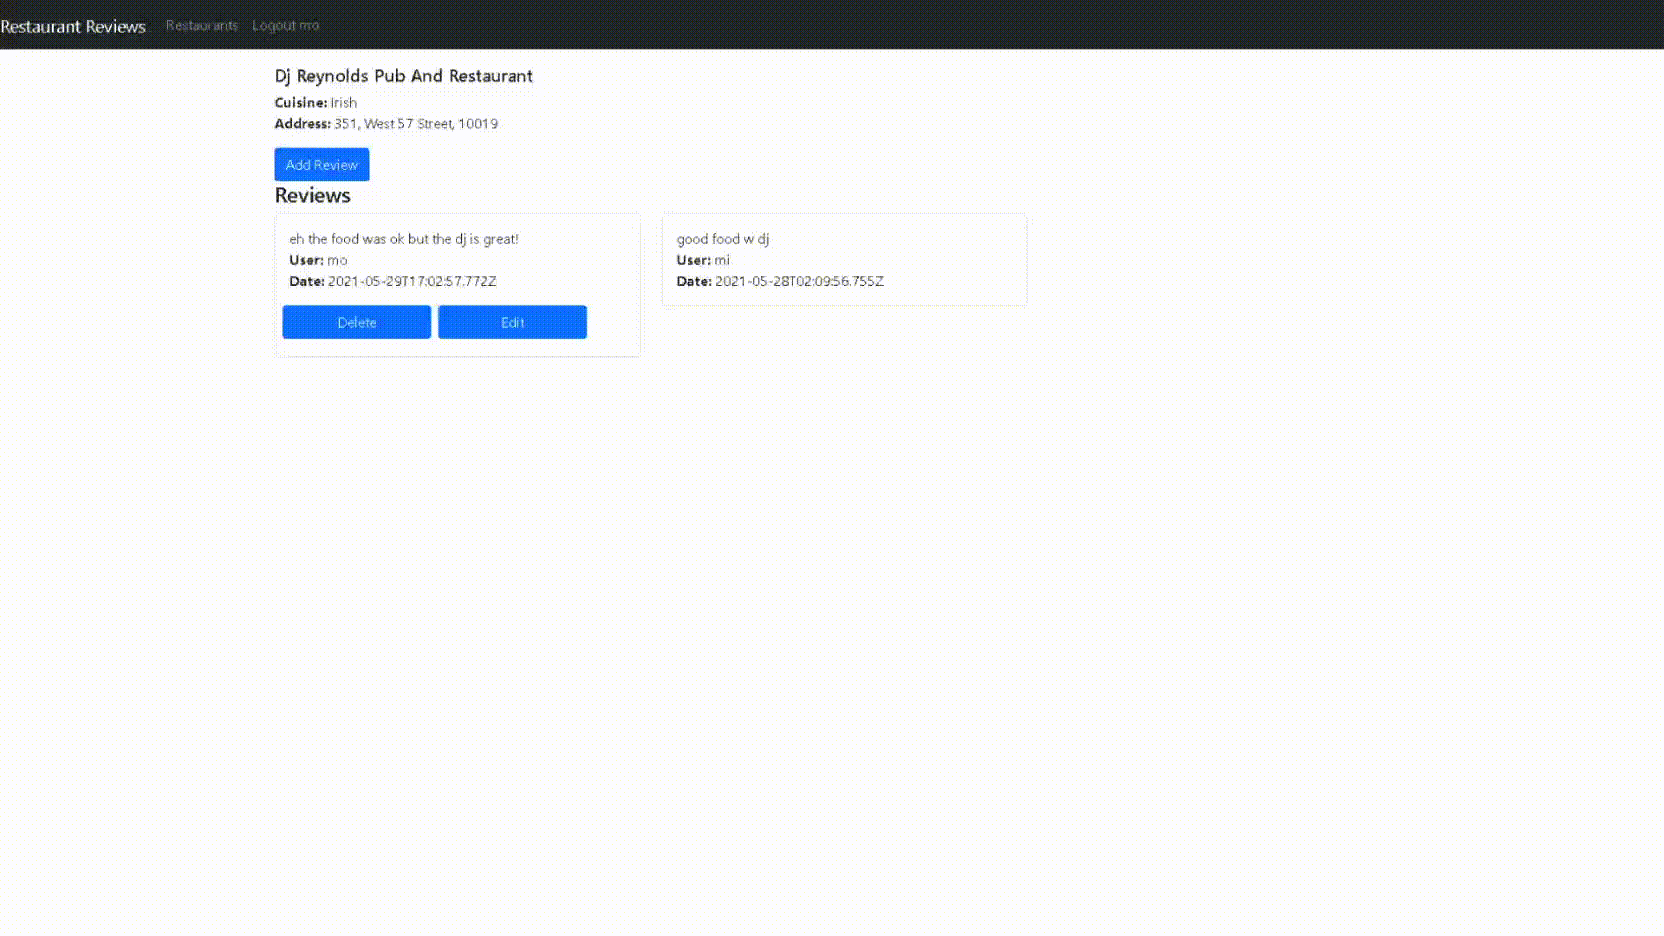 Restaurant Reviews Restaurants Logout mo
Dj Reynolds Pub And Restaurant
Cuisine: Irish
Address: 351, West 57 Street, 10019
Add Review
Reviews
eh the food was ok but the dj is great!
User: mo
Date: 2021-05-29T17:02:57.772Z
Delete Edit
good food w dj
User: mi
Date: 2021-05-28T02:09:56.755Z